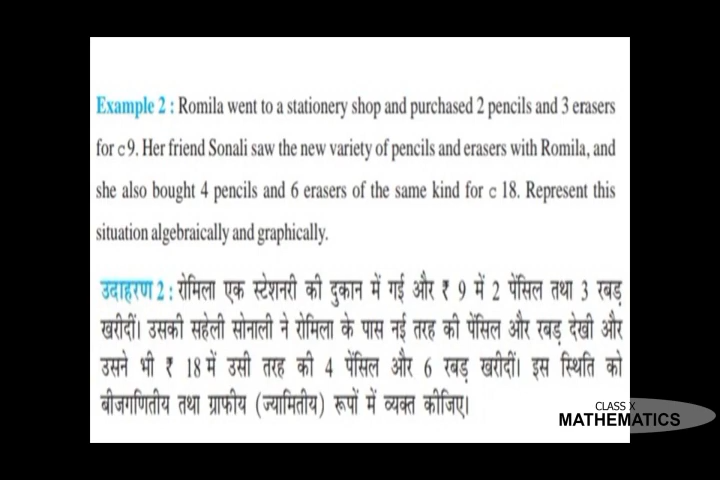 Example 2 : Romila went to a stationery shop and purchased 2 pencils and 3 erasers
for c9. Her friend Sonali saw the new variety of pencils and erasers with Romila, and
she also bought 4 pencils and 6 erasers of the same kind for c 18. Represent this
situation algebraically and graphically.
उदाहरण 2 : रोमिला एक स्टेशनरी की दुकान में गई और ₹ 9 में 2 पेंसिल तथा 3 रबड़
खरीदीं। उसकी सहेली सोनाली ने रोमिला के पास नई तरह की पेंसिल और रबड़ देखी और
उसने भी ₹ 18 में उसी तरह की 4 पेंसिल और 6 रबड़ खरीदीं। इस स्थिति को
बीजगणितीय तथा ग्राफीय (ज्यामितीय) रूपों में व्यक्त कीजिए।
CLASS X
MATHEMATICS